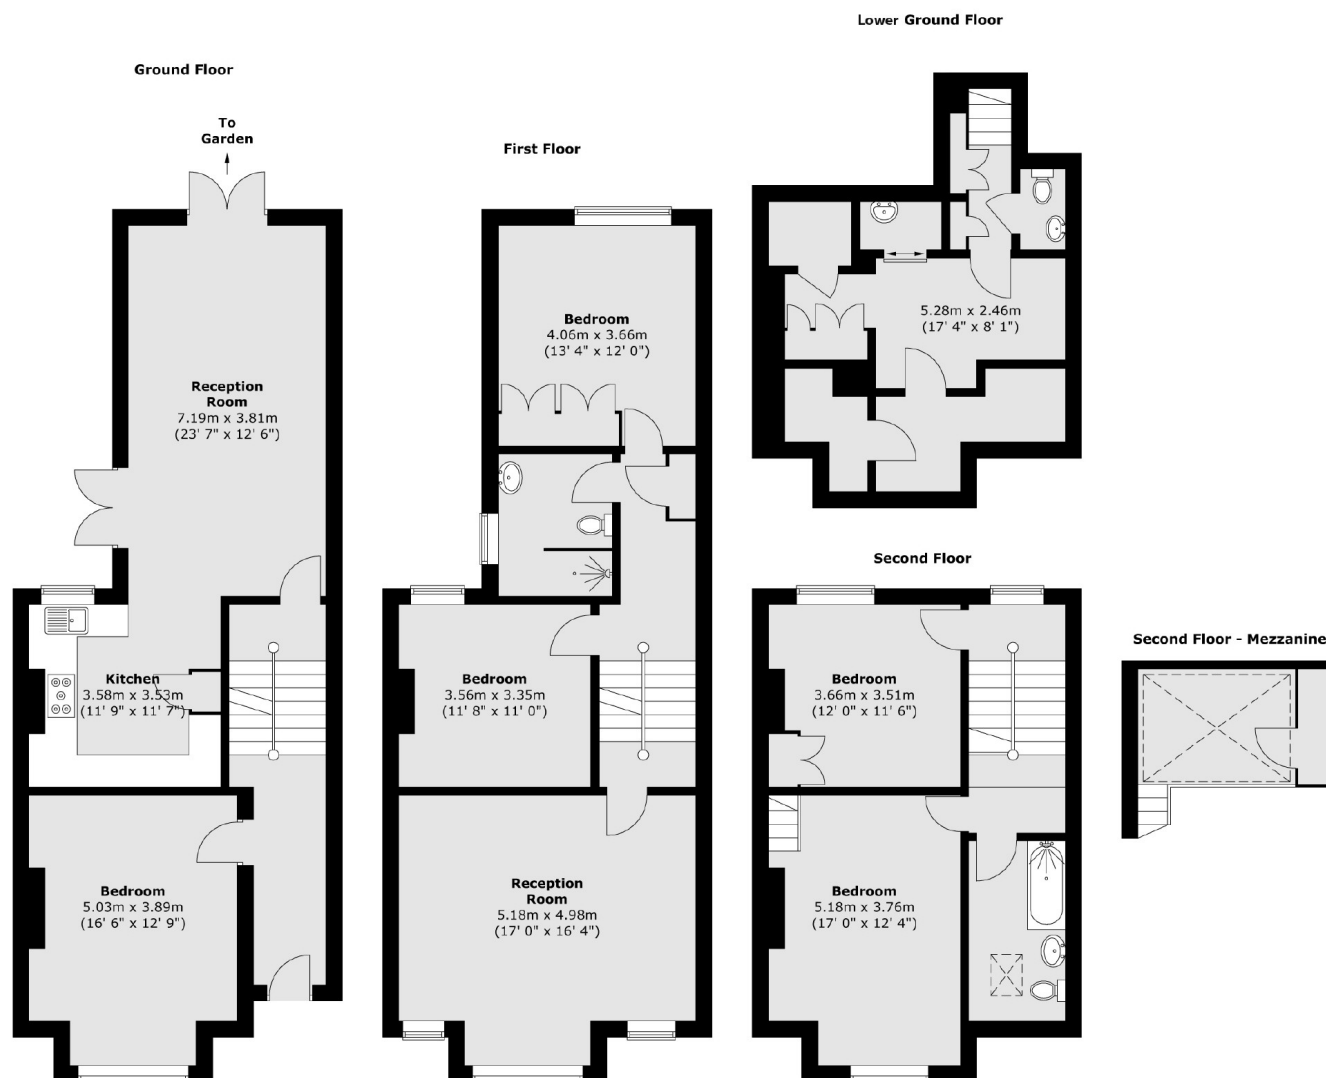 Lower Ground Floor
Ground Floor
To
Garden
First Floor
Bedroom
4.06m x 3.66m
(13' 4" x 12' 0")
5.28m x 2.46m
(17' 4" x 8' 1")
Reception
Room
7.19m x 3.81m
(23' 7" x 12' 6")
Second Floor
Second Floor - Mezzanine
Kitchen
3.58m x 3.53m
(11' 9" x 11' 7")
Bedroom
3.56m x 3.35m
(11' 8" x 11' 0")
Bedroom
3.66m x 3.51m
(12' 0" x 11' 6")
Bedroom
5.03m x 3.89m
(16' 6" x 12' 9")
Reception
Room
5.18m x 4.98m
(17' 0" x 16' 4")
Bedroom
5.18m x 3.76m
(17' 0" x 12' 4")